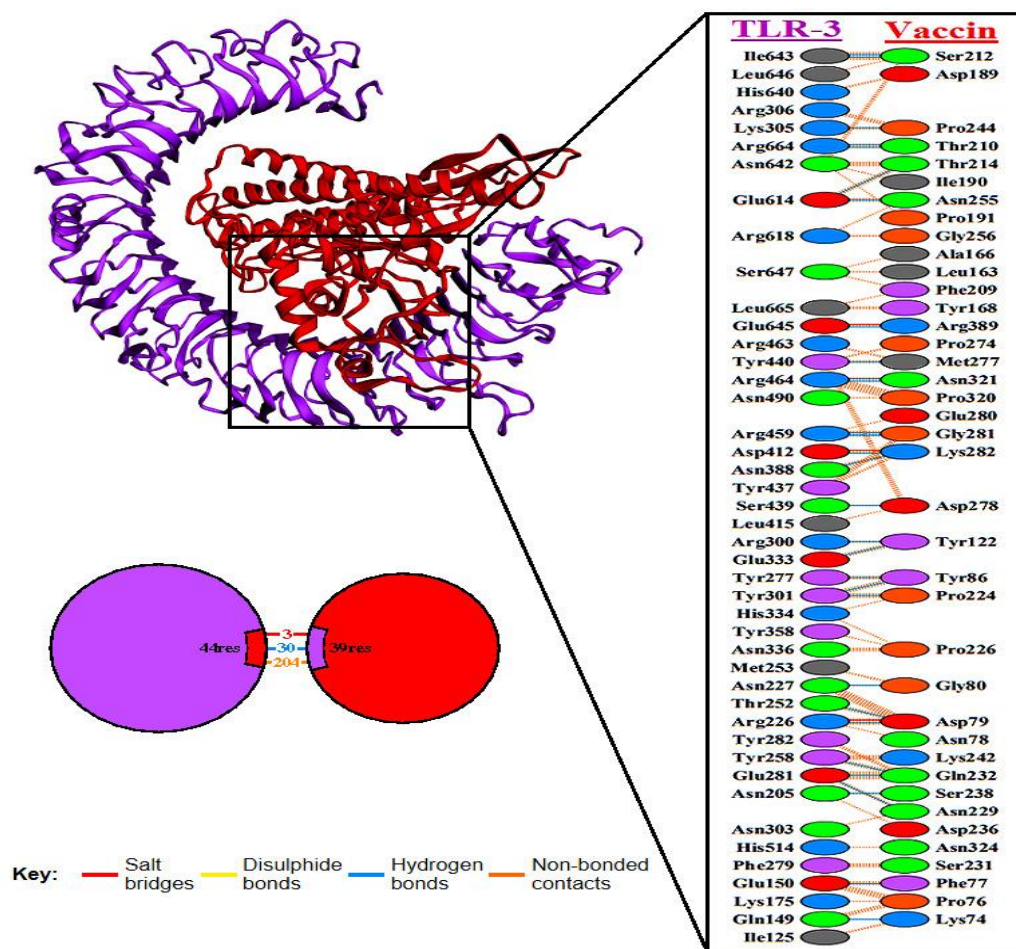 TLR-3 Vaccin
Ile643 Ser212
Leu646 Asp189
His640
Arg306
Lys305 Pro244
Arg664 Thr210
Asn642 Thr214
Ile190
Glu614 Asn255
Pro191
Arg618 Gly256
Ala166
Ser647 Leu163
Phe209
Leu665 Tyr168
Glu645 Arg389
Arg463 Pro274
Tyr440 Met277
Arg464 Asn321
Asn490 Pro320
Glu280
Arg459 Gly281
Asp412 Lys282
Asn388
Tyr437
Ser439 Asp278
Leu415
Arg300 Tyr122
Glu333
Tyr277 Tyr86
Tyr301 Pro224
His334
Tyr358
Asn336 Pro226
Met253
Asn227 Gly80
Thr252
Arg226 Asp79
Tyr282 Asn78
Tyr258 Lys242
Glu281 Gln232
Asn205 Ser238
Asn229
Asn303 Asp236
His514 Asn324
Phe279 Ser231
Glu150 Phe77
Lys175 Pro76
Gln149 Lys74
Ile125
3
44res 30 39res
204
Key: Salt bridges Disulphide bonds Hydrogen bonds Non-bonded contacts